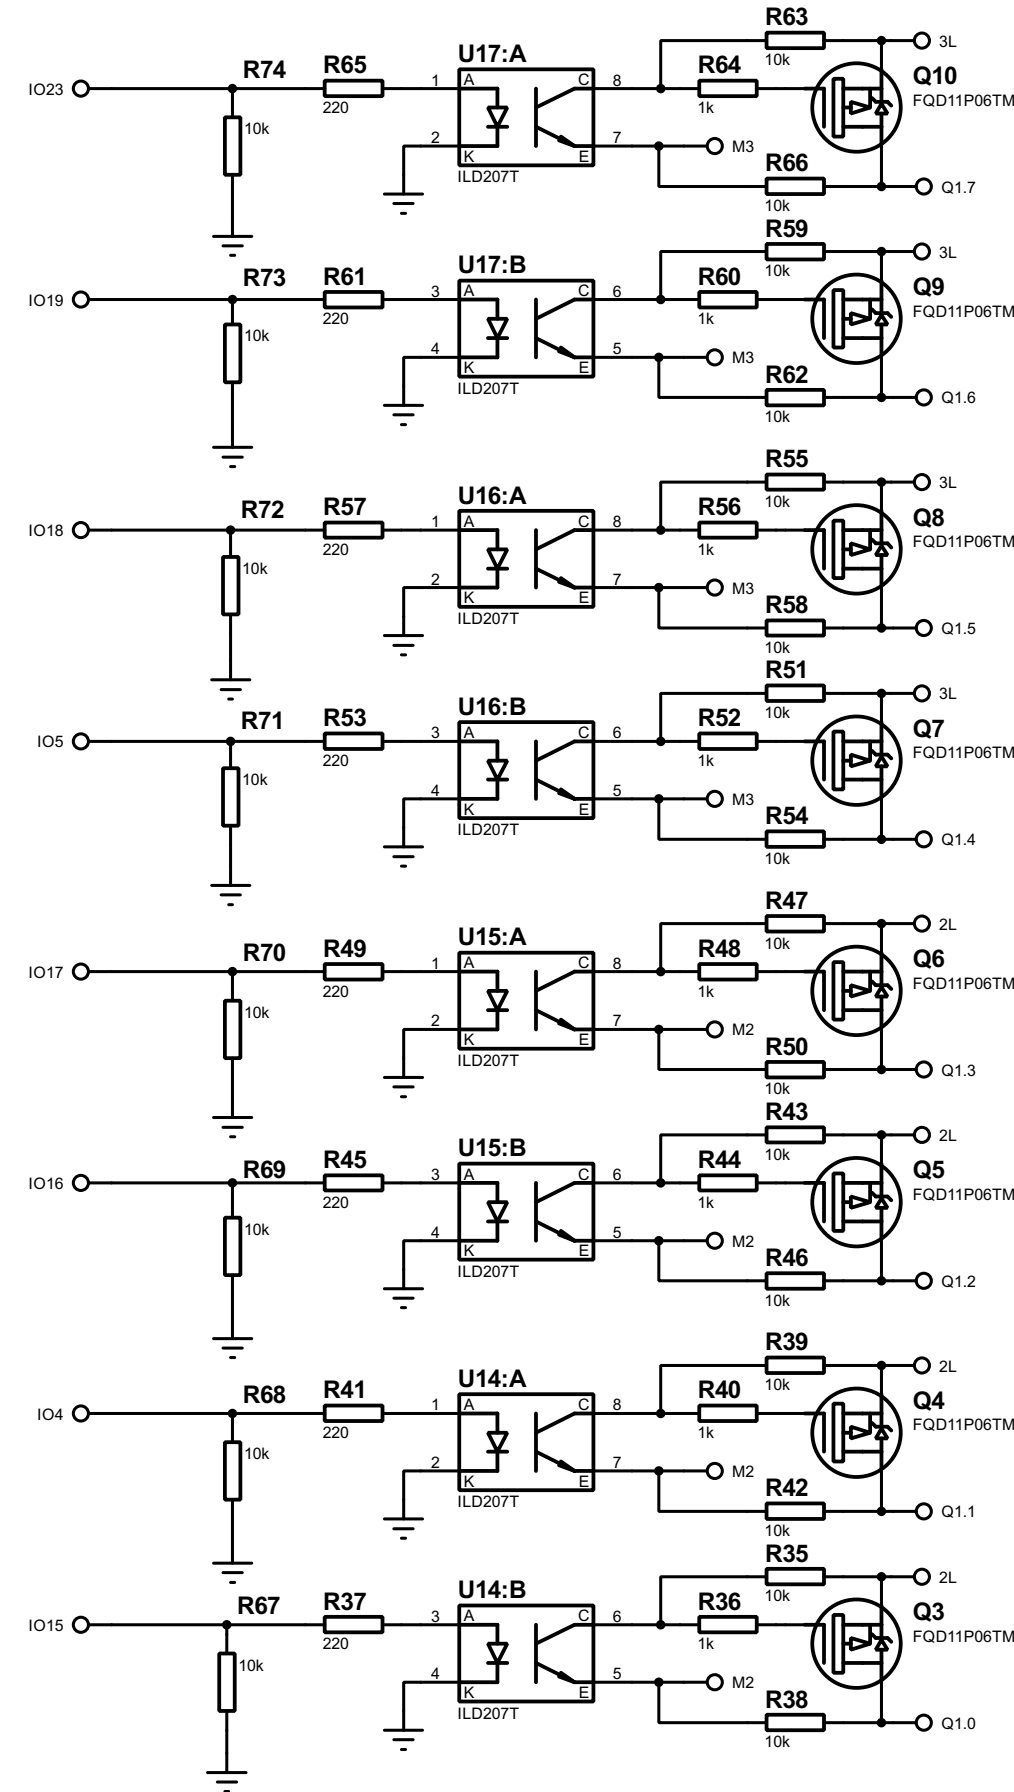 R63
3L
10k
U17:A
R74
R65
R64
Q10
IO23
1
A
C
8
FQD11P06TM
220
1k
10k
2
7
M3
K
E
R66
ILD207T
Q1.7
10k
R59
3L
10k
U17:B
R73
R61
R60
Q9
IO19
3
A
C
6
FQD11P06TM
220
1k
10k
4
5
M3
K
E
R62
ILD207T
Q1.6
10k
R55
3L
10k
U16:A
R72
R57
R56
Q8
IO18
1
A
C
8
FQD11P06TM
220
1k
10k
2
7
M3
K
E
R58
ILD207T
Q1.5
10k
R51
3L
10k
U16:B
R71
R53
R52
Q7
IO5
3
A
C
6
FQD11P06TM
220
1k
10k
4
5
M3
K
E
R54
ILD207T
Q1.4
10k
R47
2L
10k
U15:A
R70
R49
R48
Q6
IO17
1
A
C
8
FQD11P06TM
220
1k
10k
2
7
M2
K
E
R50
ILD207T
Q1.3
10k
R43
2L
10k
U15:B
R69
R45
R44
Q5
IO16
3
A
C
6
FQD11P06TM
220
1k
10k
4
5
M2
K
E
R46
ILD207T
Q1.2
10k
R39
2L
10k
U14:A
R68
R41
R40
Q4
IO4
1
A
C
8
FQD11P06TM
220
1k
10k
2
7
M2
K
E
R42
ILD207T
Q1.1
10k
R35
2L
10k
U14:B
R67
R37
R36
Q3
IO15
3
A
C
6
FQD11P06TM
220
1k
10k
4
5
M2
K
E
R38
ILD207T
Q1.0
10k